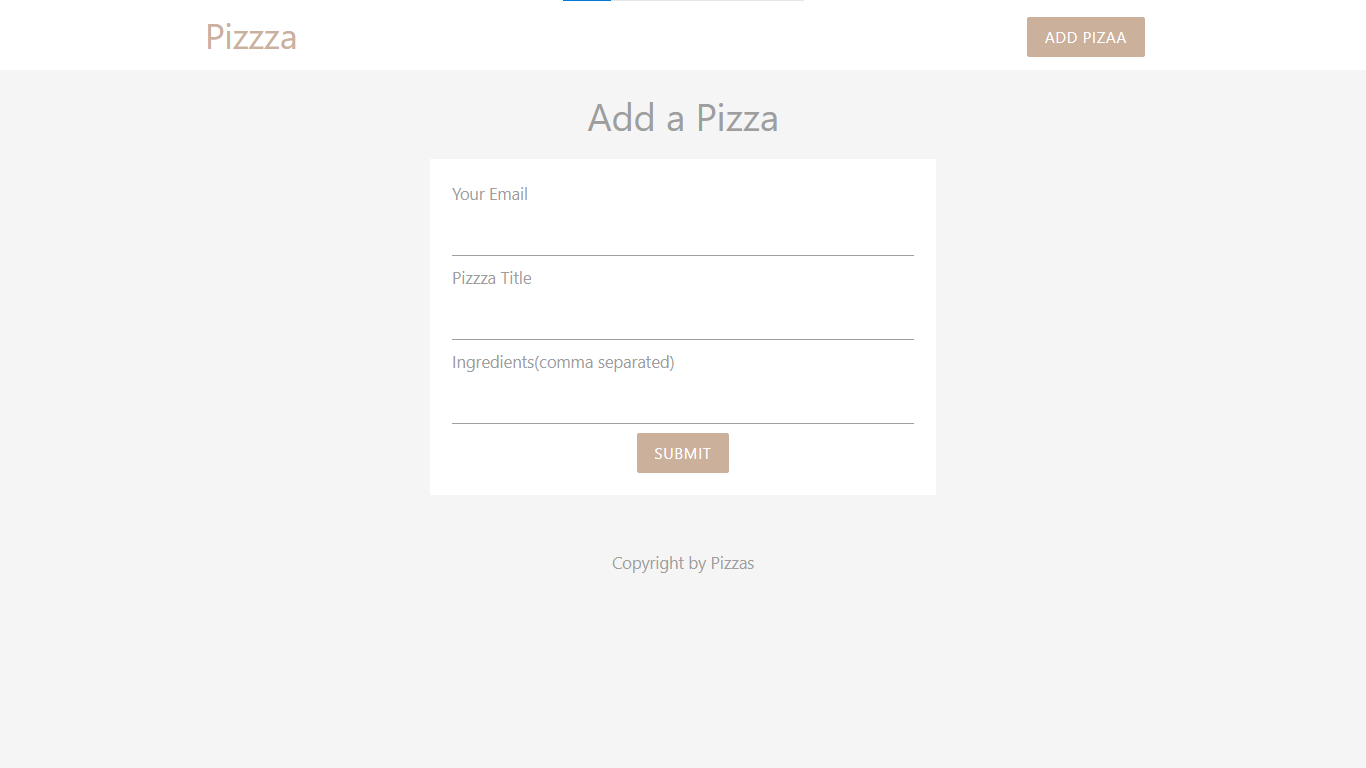 Pizzza
ADD PIZAA
Add a Pizza
Your Email
Pizzza Title
Ingredients(comma separated)
SUBMIT
Copyright by Pizzas